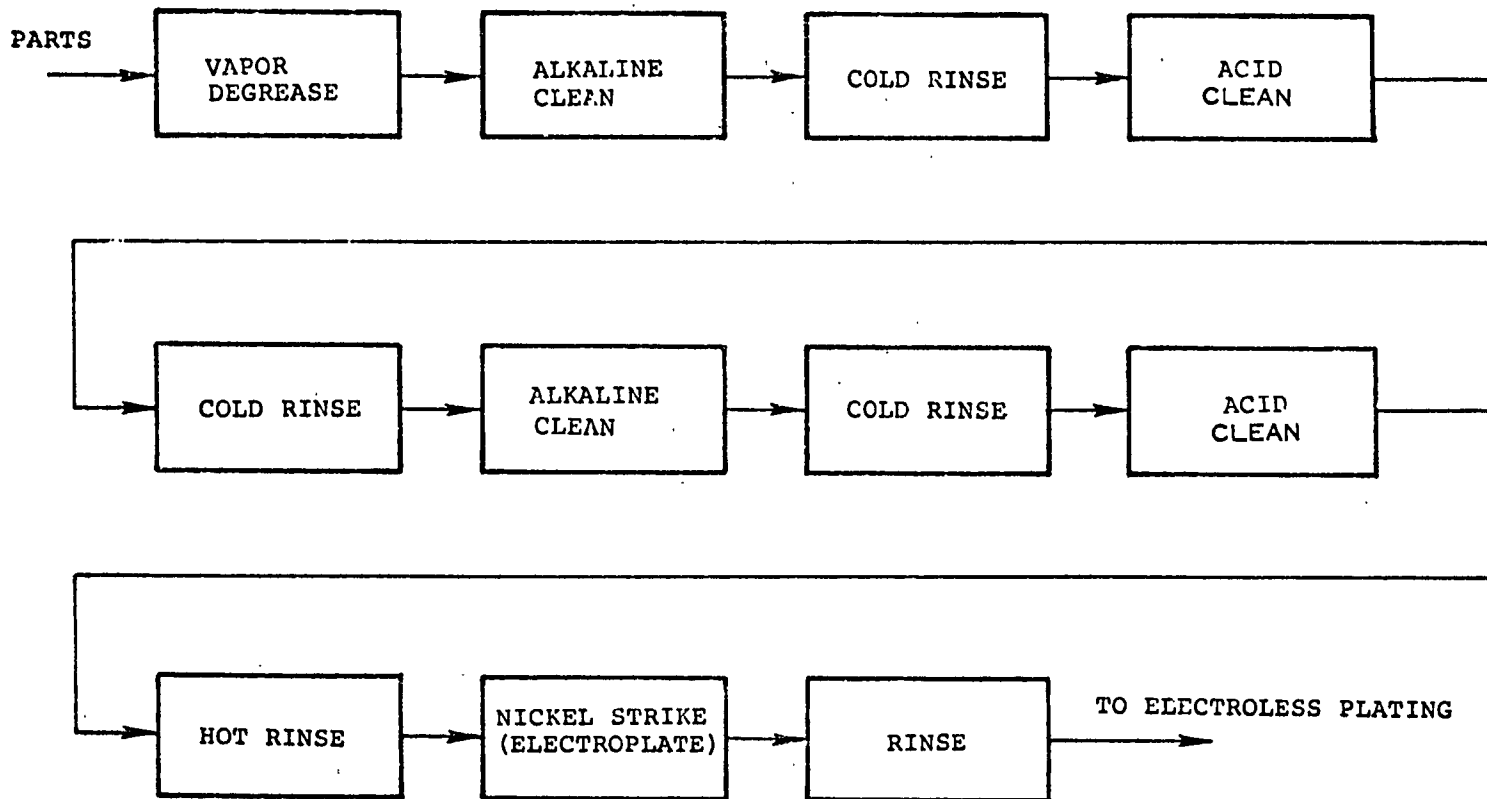 PARTS
VAPOR
DEGREASE
ALKALINE
CLEAN
COLD RINSE
ACID
CLEAN
COLD RINSE
ALKALINE
CLEAN
COLD RINSE
ACID
CLEAN
HOT RINSE
NICKEL STRIKE
(ELECTROPLATE)
RINSE
TO ELECTROLESS PLATING